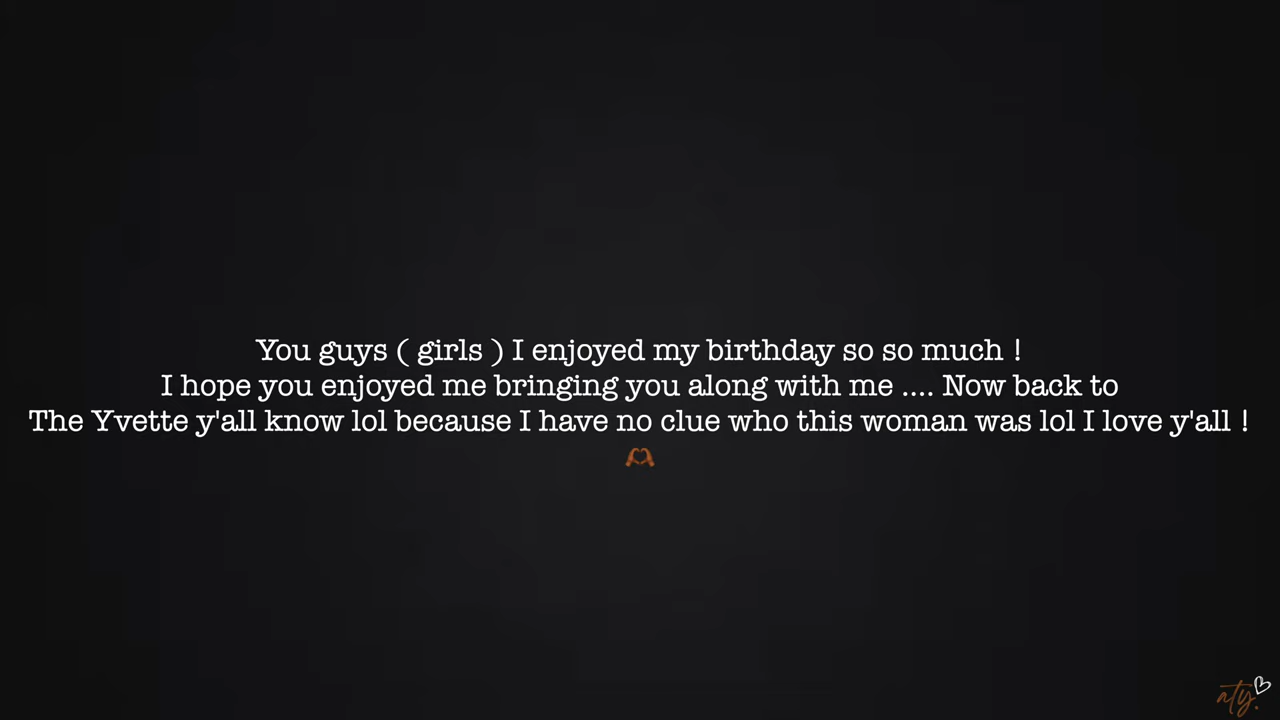 You guys ( girls ) I enjoyed my birthday so so much !
I hope you enjoyed me bringing you along with me .... Now back to
The Yvette y'all know lol because I have no clue who this woman was lol I love y'all !
🫶🏾
aty.